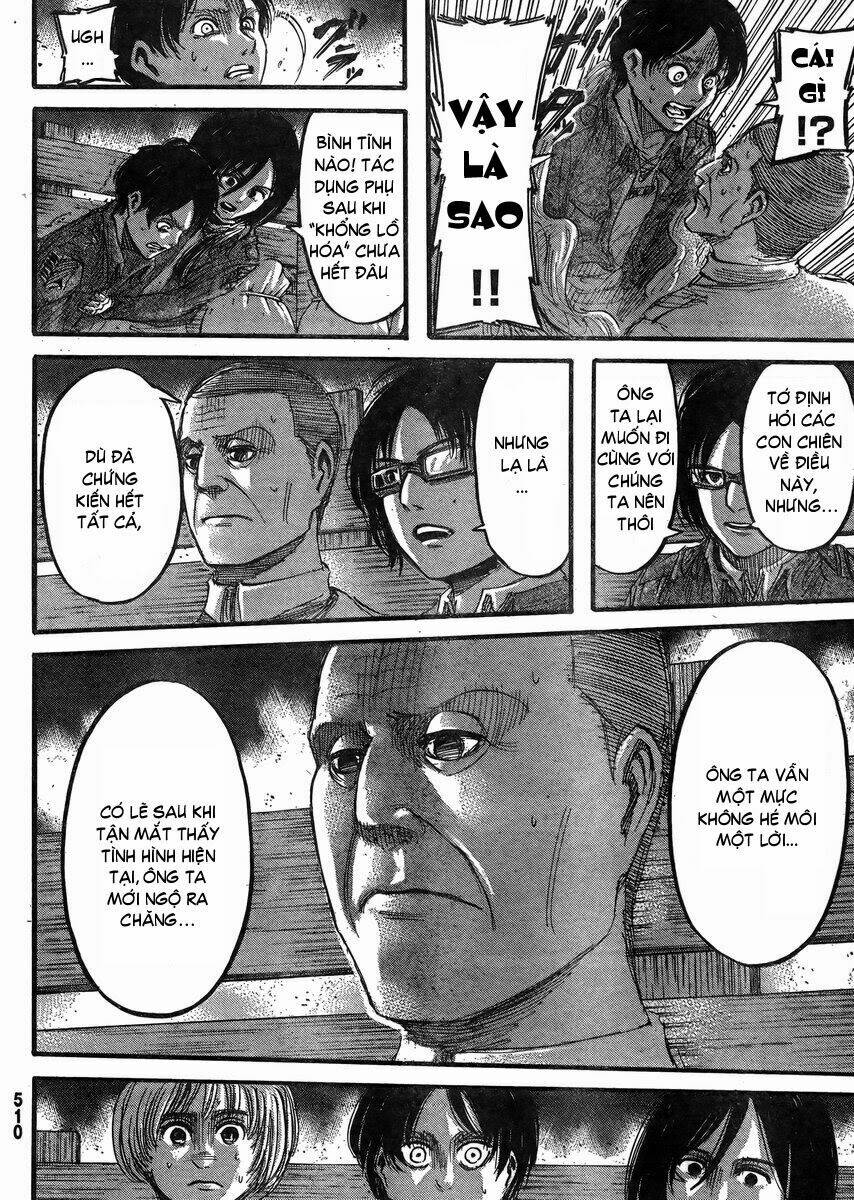 CÁI
GÌ
!?
VẬY
LÀ
SAO
!!
UGH
...
BÌNH TĨNH
NÀO! TÁC
DỤNG PHỤ
SAU KHI
"KHỔNG LỒ
HÓA" CHƯA
HẾT ĐÂU
TỚ ĐỊNH
HỎI CÁC
CON CHIÊN
VỀ ĐIỀU
NÀY,
NHƯNG...
ÔNG
TA LẠI
MUỐN ĐI
CÙNG VỚI
CHÚNG
TA NÊN
THÔI
NHƯNG
LẠ LÀ
...
DÙ ĐÃ
CHỨNG
KIẾN HẾT
TẤT CẢ,
ÔNG TA VẪN
MỘT MỰC
KHÔNG HÉ MÔI
MỘT LỜI...
CÓ LẼ SAU KHI
TẬN MẮT THẤY
TÌNH HÌNH HIỆN
TẠI, ÔNG TA
MỚI NGỘ RA
CHĂNG...
510